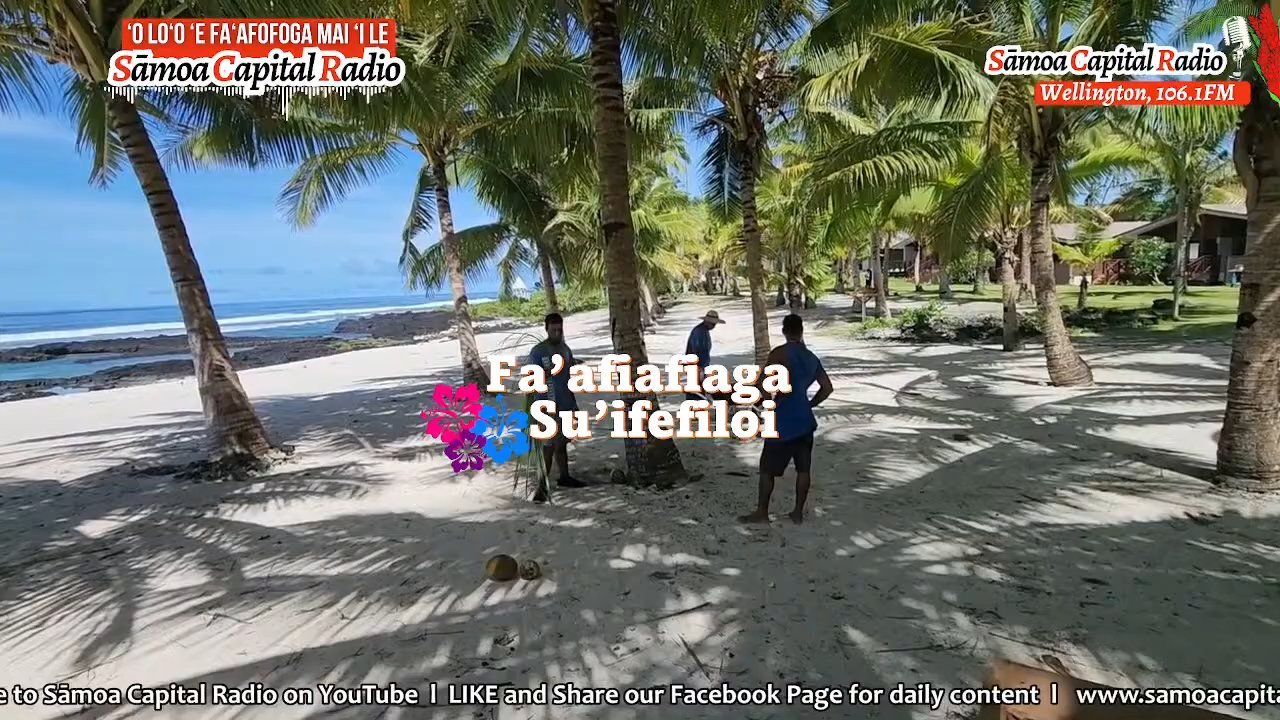 ‘O LO‘O ‘E FA‘AFOFOGA MAI ‘I LE
Sāmoa Capital Radio
Sāmoa Capital Radio
Wellington, 106.1FM
Fa’afiafiaga
Su’ifefiloi
e to Sāmoa Capital Radio on YouTube l LIKE and Share our Facebook Page for daily content l www.samoacapita